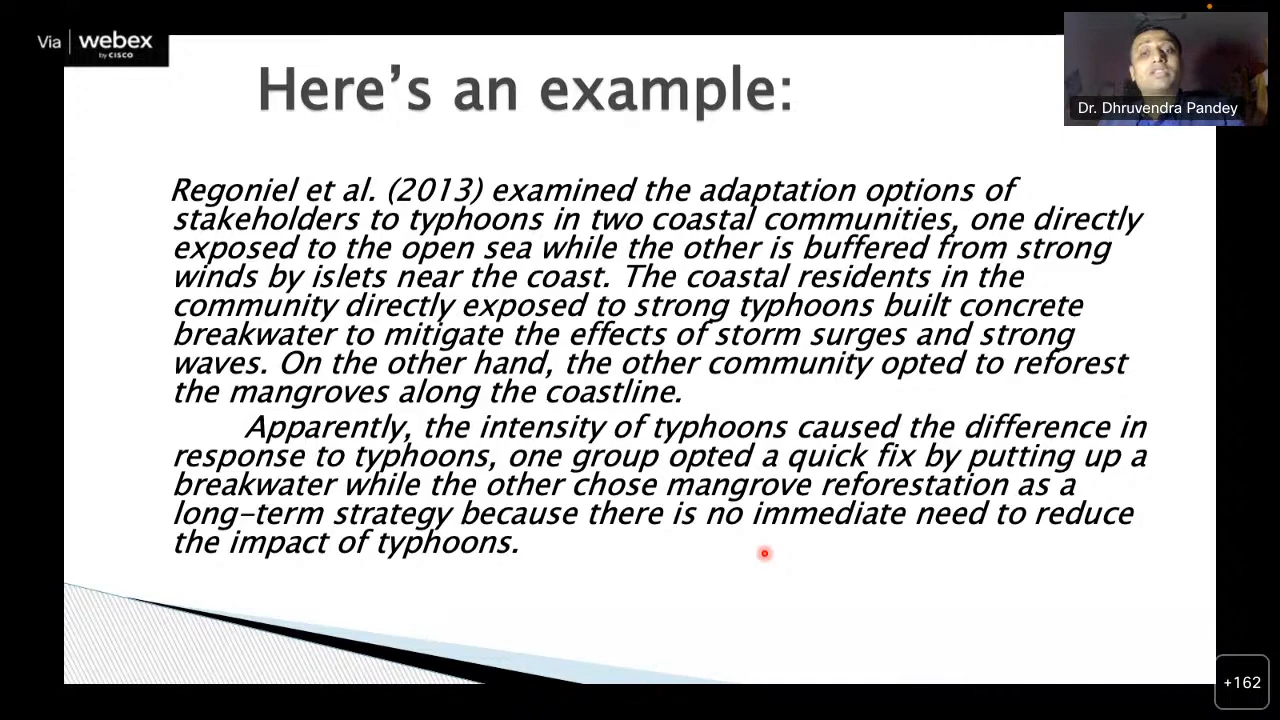 Via | webex
by CISCO
Here's an example:
Dr. Dhruvendra Pandey
Regoniel et al. (2013) examined the adaptation options of
stakeholders to typhoons in two coastal communities, one directly
exposed to the open sea while the other is buffered from strong
winds by islets near the coast. The coastal residents in the
community directly exposed to strong typhoons built concrete
breakwater to mitigate the effects of storm surges and strong
waves. On the other hand, the other community opted to reforest
the mangroves along the coastline.
Apparently, the intensity of typhoons caused the difference in
response to typhoons, one group opted a quick fix by putting up a
breakwater while the other chose mangrove reforestation as a
long-term strategy because there is no immediate need to reduce
the impact of typhoons.
+162